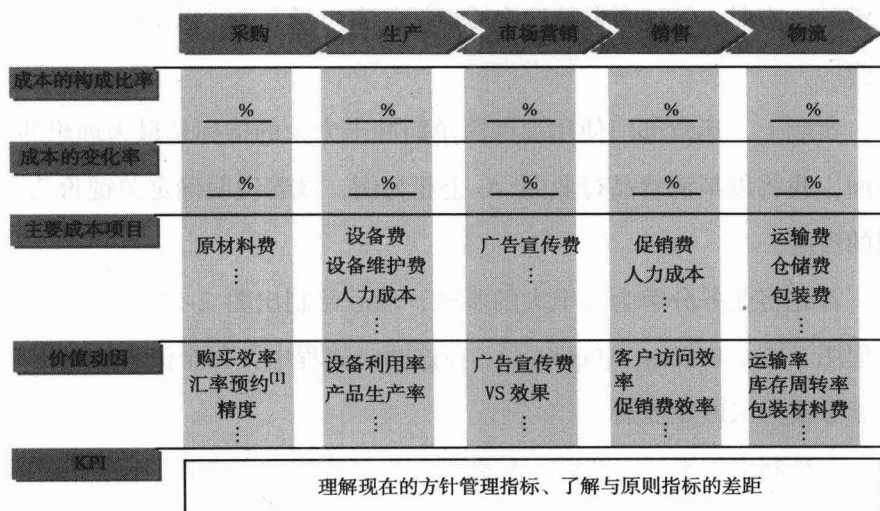 采购 生产 市场营销 销售 物流
成本的构成比率
% % % % %
成本的变化率
% % % % %
主要成本项目
原材料费
⋮
设备费
设备维护费
人力成本
⋮
广告宣传费
⋮
促销费
人力成本
⋮
运输费
仓储费
包装费
⋮
价值动因
购买效率
汇率预约[1]
精度
⋮
设备利用率
产品生产率
⋮
广告宣传费
VS 效果
⋮
客户访问效
率
促销费效率
⋮
运输率
库存周转率
包装材料费
⋮
KPI
理解现在的方针管理指标、了解与原则指标的差距